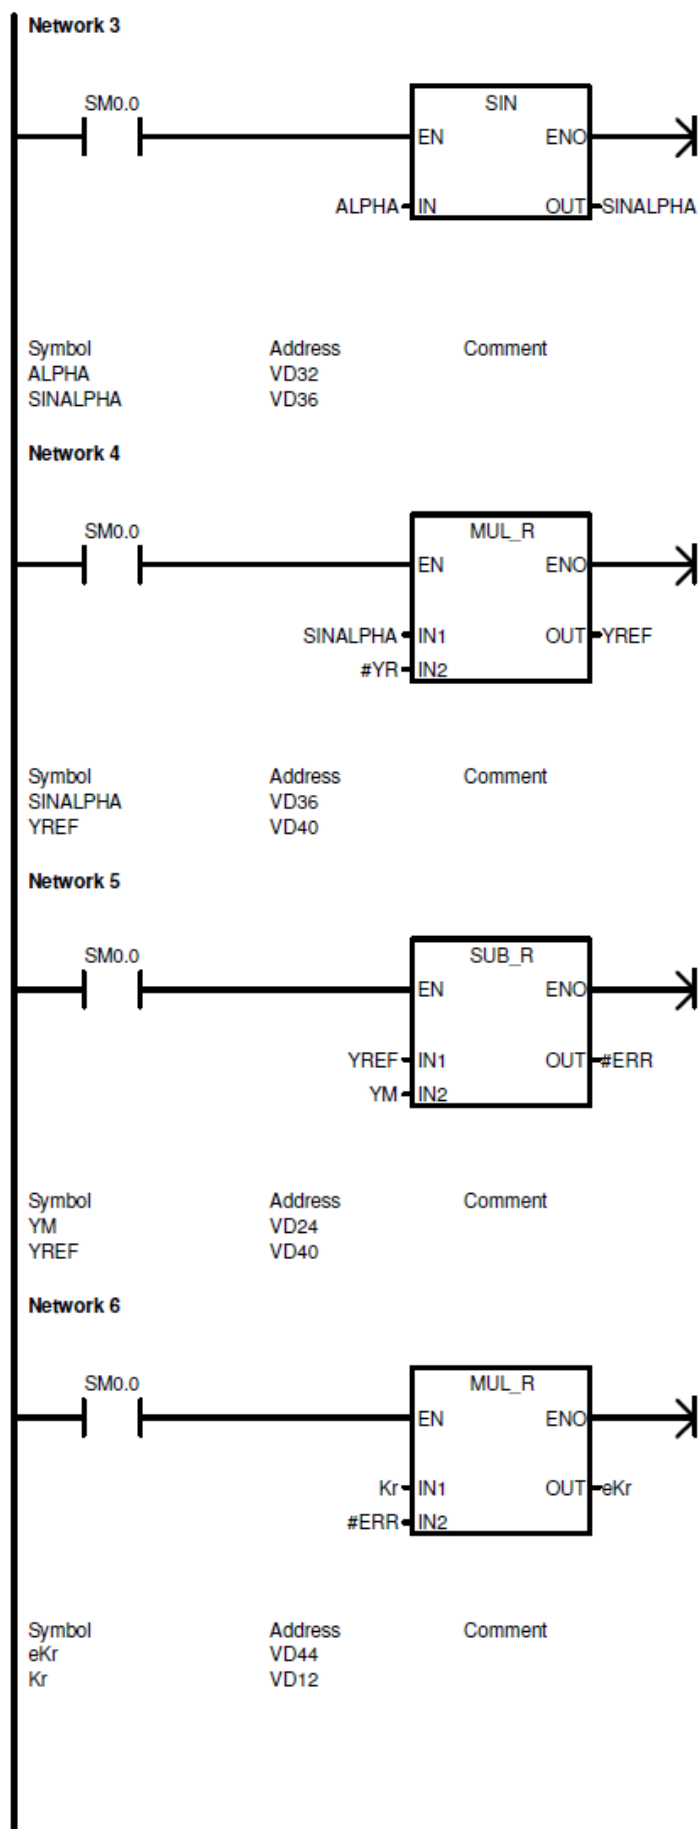 Network 3
SM0.0
SIN
EN ENO
ALPHA IN OUT SINALPHA
Symbol Address Comment
ALPHA VD32
SINALPHA VD36
Network 4
SM0.0
MUL_R
EN ENO
SINALPHA IN1 OUT YREF
#YR IN2
Symbol Address Comment
SINALPHA VD36
YREF VD40
Network 5
SM0.0
SUB_R
EN ENO
YREF IN1 OUT #ERR
YM IN2
Symbol Address Comment
YM VD24
YREF VD40
Network 6
SM0.0
MUL_R
EN ENO
Kr IN1 OUT eKr
#ERR IN2
Symbol Address Comment
eKr VD44
Kr VD12